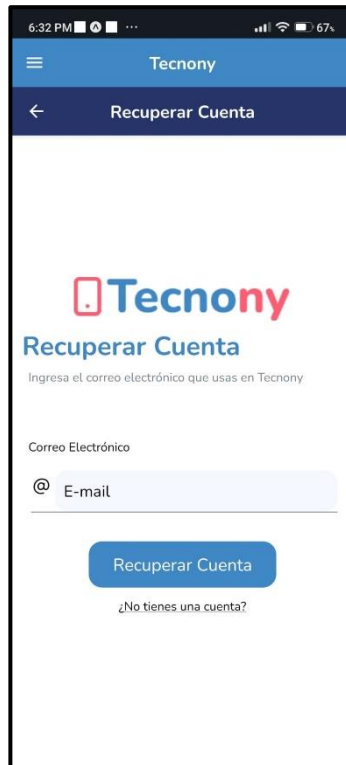 6:32 PM ... 67%
Tecnony
Recuperar Cuenta
Tecnony
Recuperar Cuenta
Ingresa el correo electrónico que usas en Tecnony
Correo Electrónico
@ E-mail
Recuperar Cuenta
¿No tienes una cuenta?